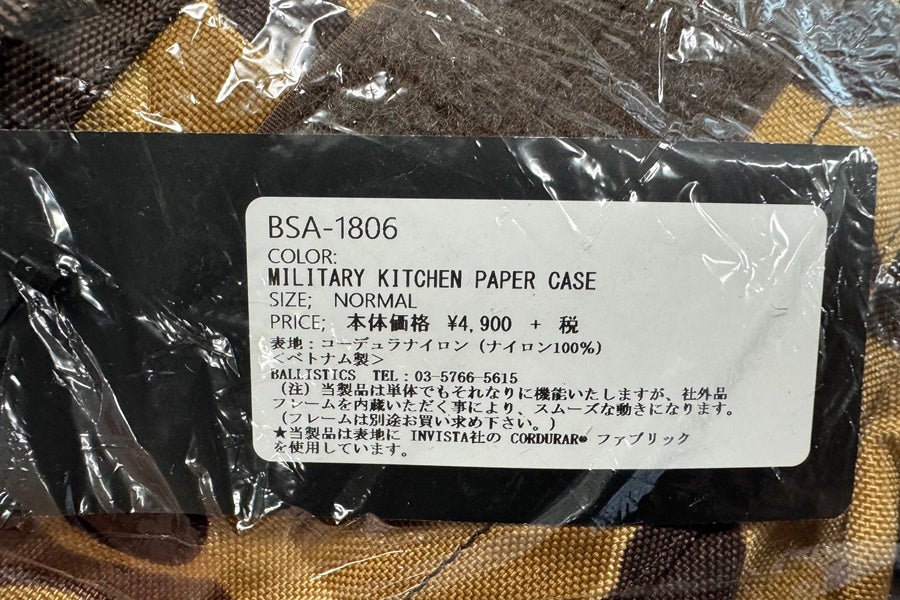 BSA-1806
COLOR:
MILITARY KITCHEN PAPER CASE
SIZE; NORMAL
PRICE; 本体価格 ¥4,900 + 税
表地：コーデュラナイロン（ナイロン100%）
＜ベトナム製＞
BALLISTICS TEL：03-5766-5615
（注）当製品は単体でもそれなりに機能いたしますが、社外品
フレームを内蔵いただく事により、スムーズな動きになります。
（フレームは別途お買い求め下さい。）
★当製品は表地に INVISTA社の CORDURAR® ファブリック
を使用しています。